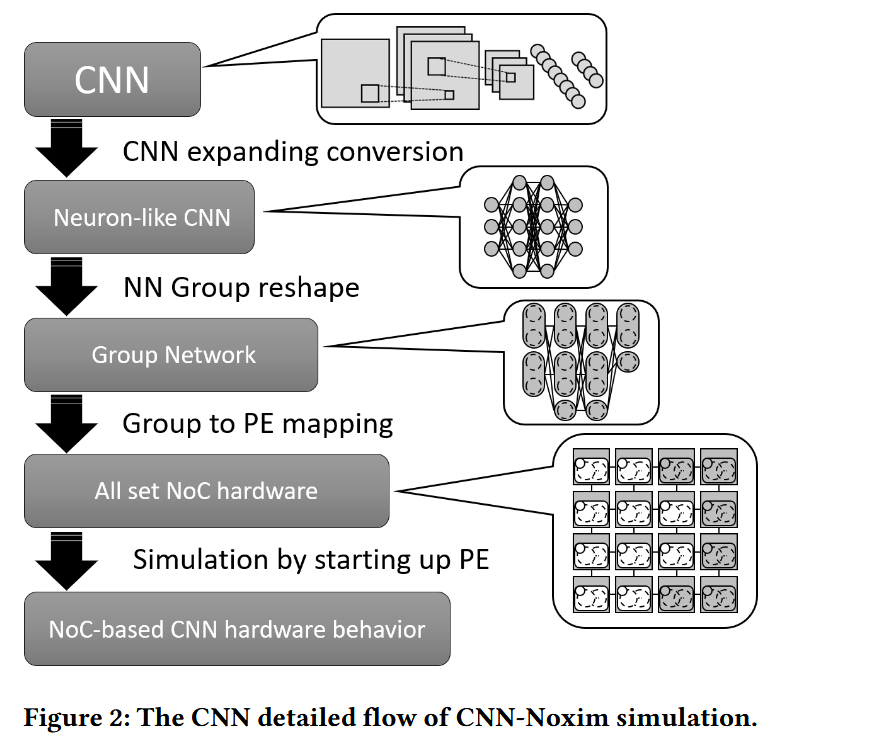 CNN
CNN expanding conversion
Neuron-like CNN
NN Group reshape
Group Network
Group to PE mapping
All set NoC hardware
Simulation by starting up PE
NoC-based CNN hardware behavior
Figure 2: The CNN detailed flow of CNN-Noxim simulation.